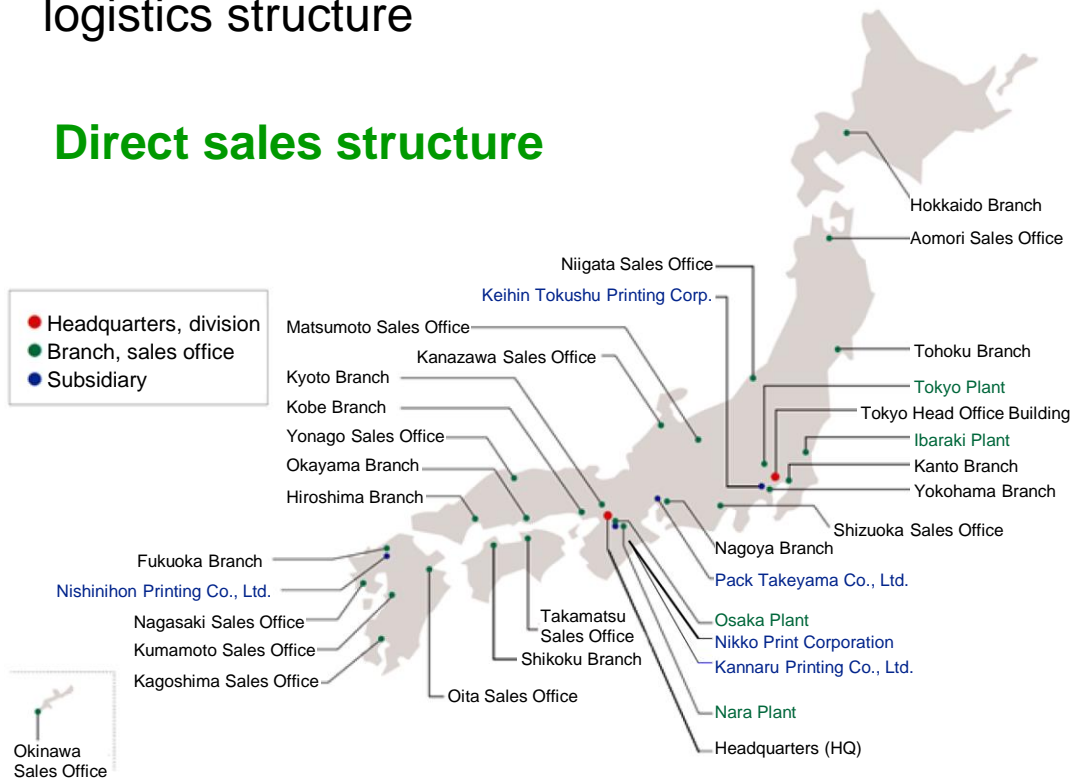 logistics structure
Direct sales structure
Hokkaido Branch
Aomori Sales Office
Niigata Sales Office
Keihin Tokushu Printing Corp.
Headquarters, division
Branch, sales office
Subsidiary
Matsumoto Sales Office
Kanazawa Sales Office
Kyoto Branch
Kobe Branch
Yonago Sales Office
Okayama Branch
Hiroshima Branch
Tohoku Branch
Tokyo Plant
Tokyo Head Office Building
Ibaraki Plant
Kanto Branch
Yokohama Branch
Shizuoka Sales Office
Nagoya Branch
Pack Takeyama Co., Ltd.
Fukuoka Branch
Nishinihon Printing Co., Ltd.
Nagasaki Sales Office
Kumamoto Sales Office
Kagoshima Sales Office
Takamatsu
Sales Office
Shikoku Branch
Oita Sales Office
Osaka Plant
Nikko Print Corporation
Kannaru Printing Co., Ltd.
Nara Plant
Headquarters (HQ)
Okinawa
Sales Office